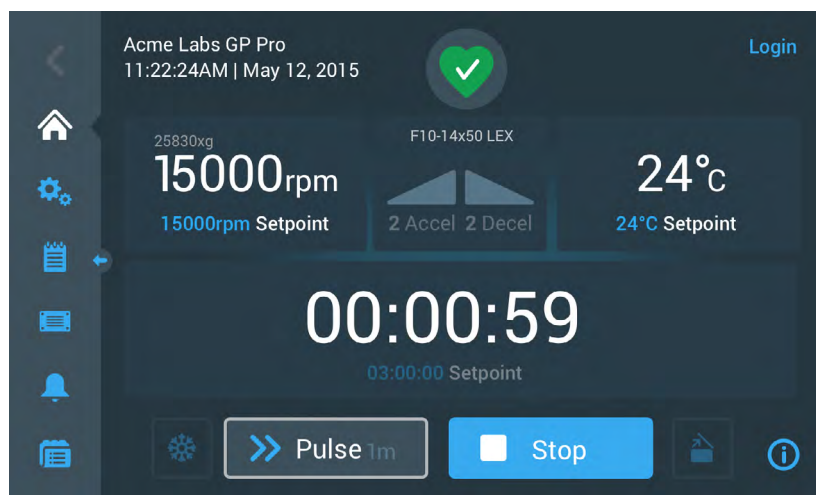 Acme Labs GP Pro
11:22:24AM | May 12, 2015
Login
25830xg
15000rpm
15000rpm Setpoint
F10-14x50 LEX
2 Accel 2 Decel
24°C
24°C Setpoint
00:00:59
03:00:00 Setpoint
Pulse 1m
Stop